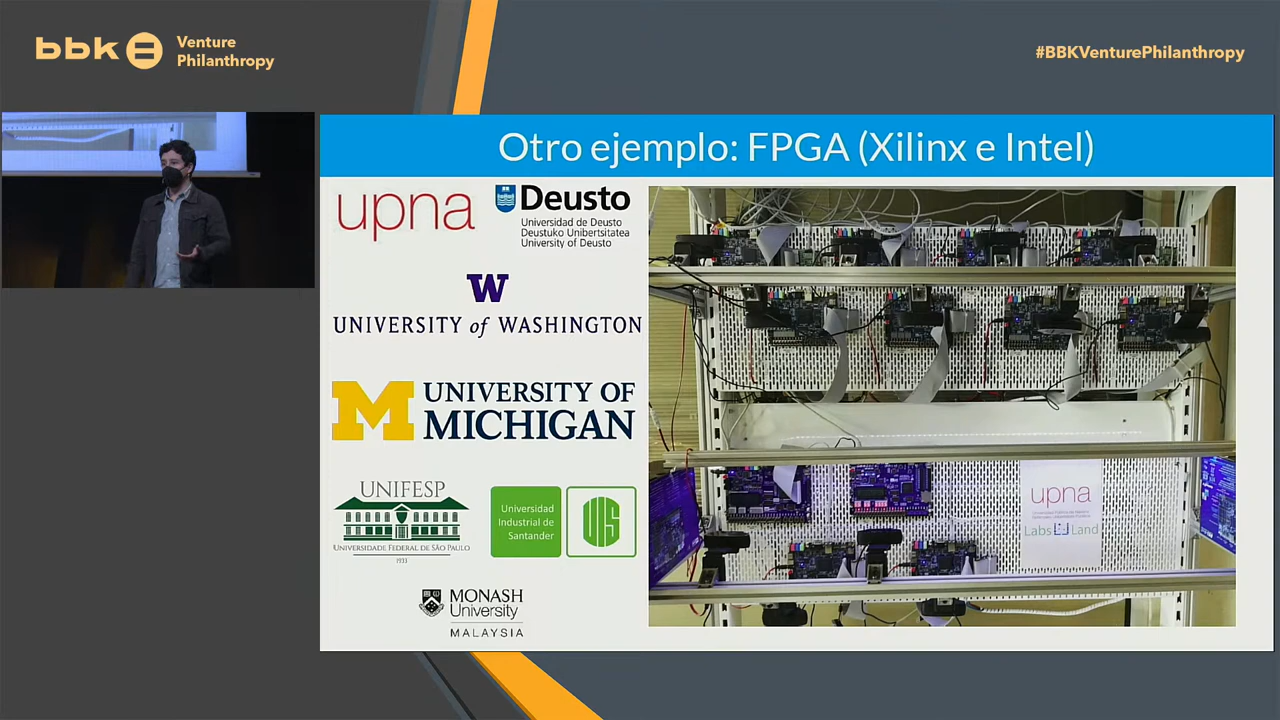 bbk
Venture
Philanthropy
#BBKVenturePhilanthropy
Otro ejemplo: FPGA (Xilinx e Intel)
upna
Deusto
Universidad de Deusto
Deustuko Unibertsitatea
University of Deusto
W
UNIVERSITY of WASHINGTON
M
UNIVERSITY OF
MICHIGAN
UNIFESP
UNIVERSIDADE FEDERAL DE SÃO PAULO
1933
Universidad
Industrial de
Santander
UIS
MONASH
University
MALAYSIA
upna
LabsLand